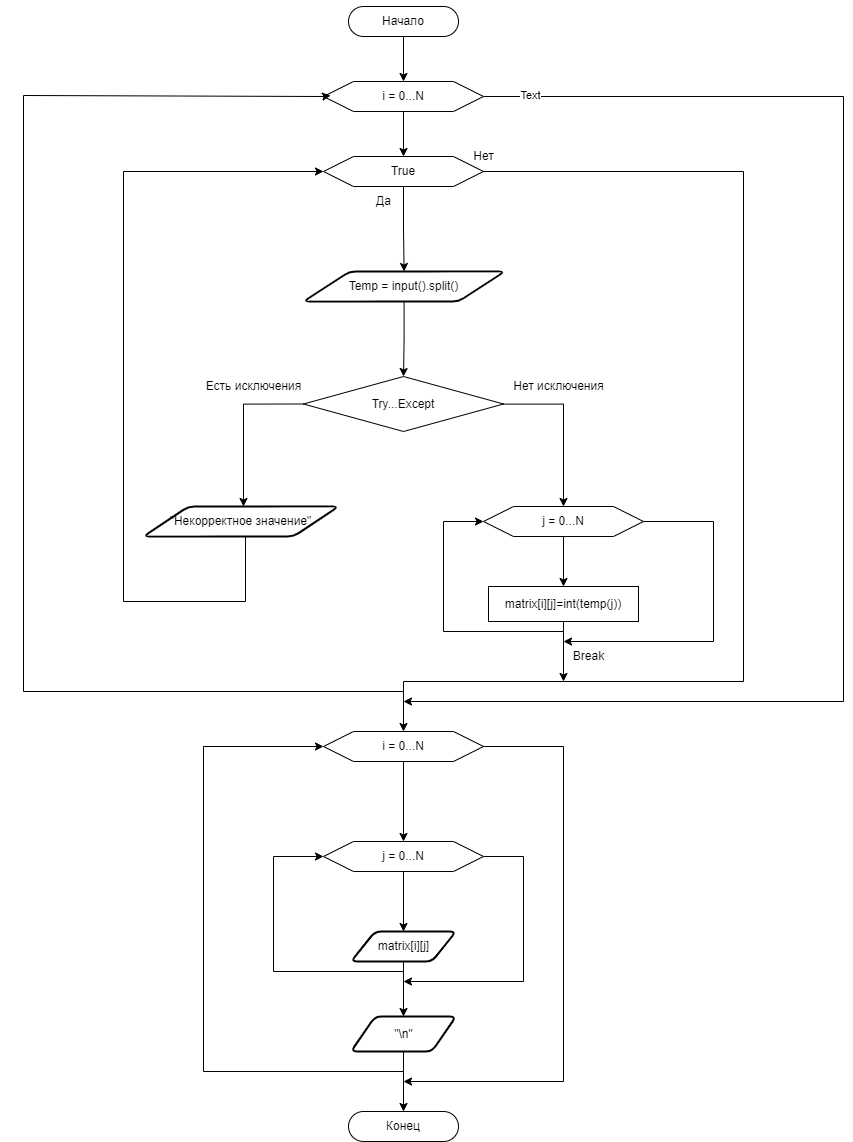 Начало
i = 0...N
Text
Нет
True
Да
Temp = input().split()
Есть исключения
Нет исключения
Try...Except
"Некорректное значение"
j = 0...N
matrix[i][j]=int(temp(j))
Break
i = 0...N
j = 0...N
matrix[i][j]
"\n"
Конец